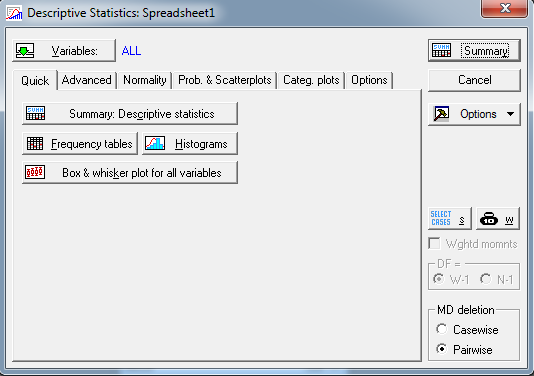 Descriptive Statistics: Spreadsheet1
Variables: ALL
Summary
Quick Advanced Normality Prob. & Scatterplots Categ. plots Options
Cancel
SUMM Summary: Descriptive statistics
Options
Frequency tables Histograms
Box & whisker plot for all variables
SELECT CASES S W
Wghtd momnts
DF =
W-1 N-1
MD deletion
Casewise
Pairwise